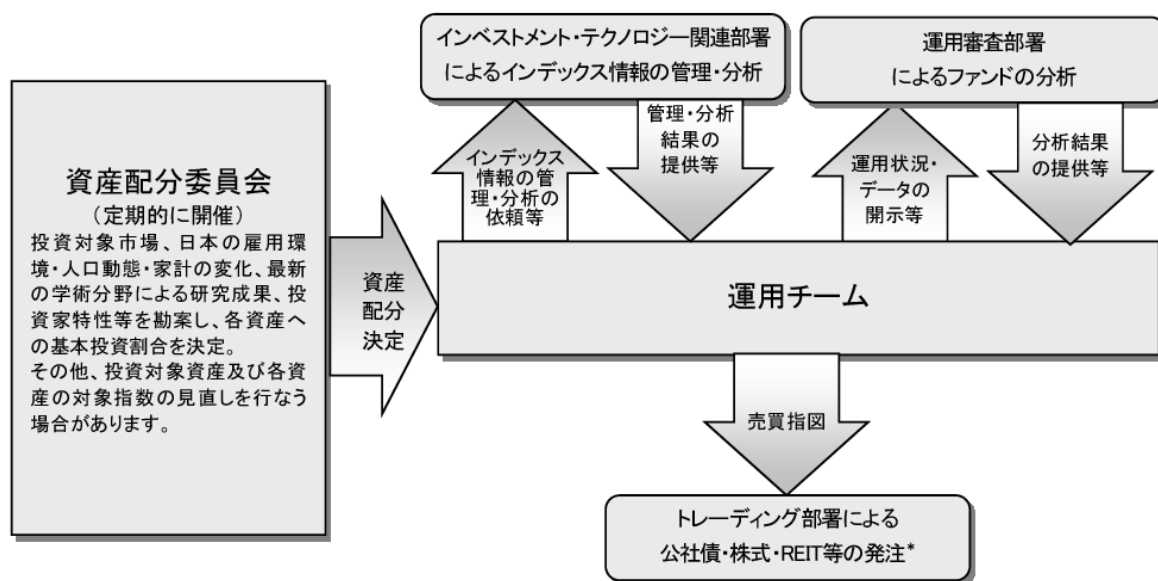 インベストメント・テクノロジー関連部署
によるインデックス情報の管理・分析
運用審査部署
によるファンドの分析
インデックス
情報の管
理・分析の
依頼等
管理・分析
結果の
提供等
運用状況・
データの
開示等
分析結果
の提供等
資産配分委員会
（定期的に開催）
投資対象市場、日本の雇用環
境・人口動態・家計の変化、最新
の学術分野による研究成果、投
資家特性等を勘案し、各資産へ
の基本投資割合を決定。
その他、投資対象資産及び各資
産の対象指数の見直しを行なう
場合があります。
資産
配分
決定
運用チーム
売買指図
トレーディング部署による
公社債・株式・REIT等の発注*